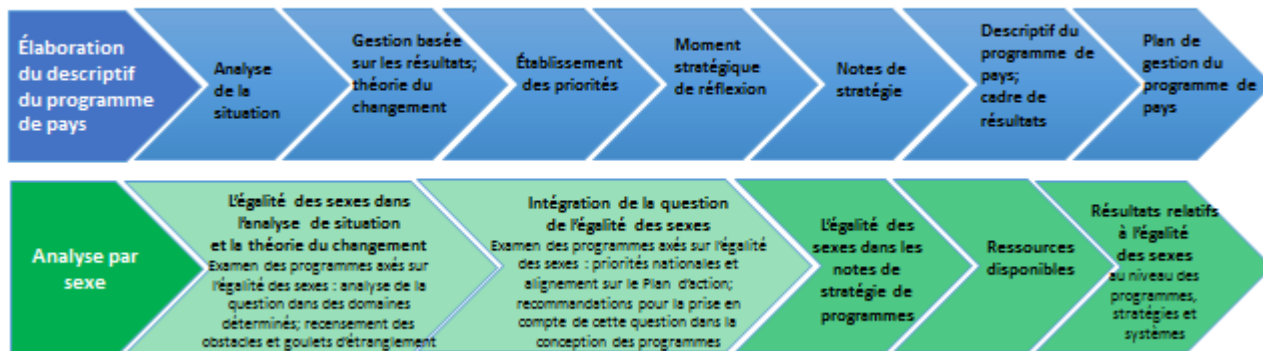 Élaboration
du descriptif
du programme
de pays
Analyse
de la
situation
Gestion basée
sur les résultats;
théorie du
changement
Établissement
des priorités
Moment
stratégique
de réflexion
Notes de
stratégie
Descriptif du
programme de
pays;
cadre de
résultats
Plan de
gestion du
programme de
pays
Analyse par
sexe
L'égalité des sexes dans
l'analyse de situation
et la théorie du changement
Examen des programmes axés sur
l'égalité des sexes : analyse de la
question dans des domaines
déterminés; recensement des
obstacles et goulets d'étranglement
Intégration de la question
de l'égalité des sexes
Examen des programmes axés sur l'égalité
des sexes : priorités nationales et
alignement sur le Plan d'action;
recommandations pour la prise en
compte de cette question dans la
conception des programmes
L'égalité des
sexes dans les
notes de
stratégie de
programmes
Ressources
disponibles
Résultats relatifs
à l'égalité
des sexes
au niveau des
programmes,
stratégies et
systèmes